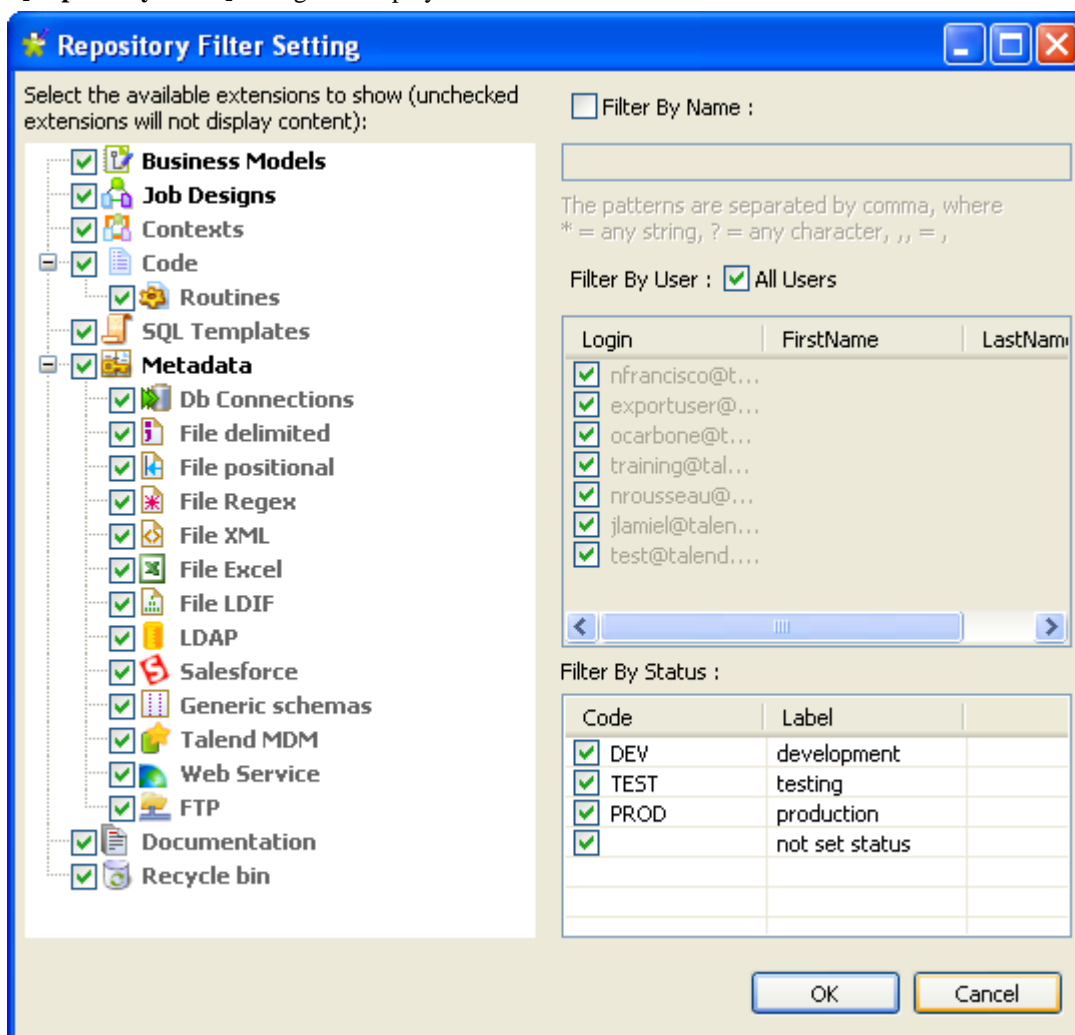 Repository Filter Setting
Select the available extensions to show (unchecked
extensions will not display content):
Business Models
Job Designs
Contexts
Code
Routines
SQL Templates
Metadata
Db Connections
File delimited
File positional
File Regex
File XML
File Excel
File LDIF
LDAP
Salesforce
Generic schemas
Talend MDM
Web Service
FTP
Documentation
Recycle bin
Filter By Name :
The patterns are separated by comma, where
* = any string, ? = any character, ,, = ,
Filter By User : All Users
Login FirstName LastNam
nfrancisco@t...
exportuser@...
ocarbone@t...
training@tal...
nrousseau@...
jlamiel@talen...
test@talend....
Filter By Status :
Code Label
DEV development
TEST testing
PROD production
not set status
OK Cancel